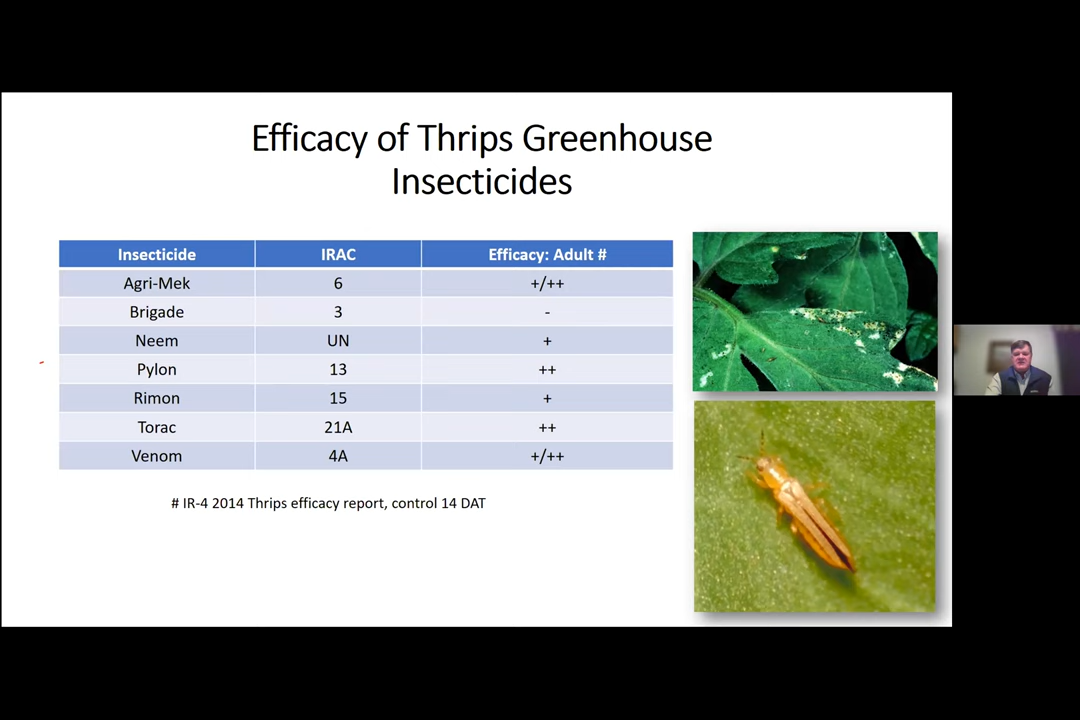 Efficacy of Thrips Greenhouse
Insecticides
Insecticide IRAC Efficacy: Adult #
Agri-Mek 6 +/++
Brigade 3 -
Neem UN +
Pylon 13 ++
Rimon 15 +
Torac 21A ++
Venom 4A +/++
# IR-4 2014 Thrips efficacy report, control 14 DAT